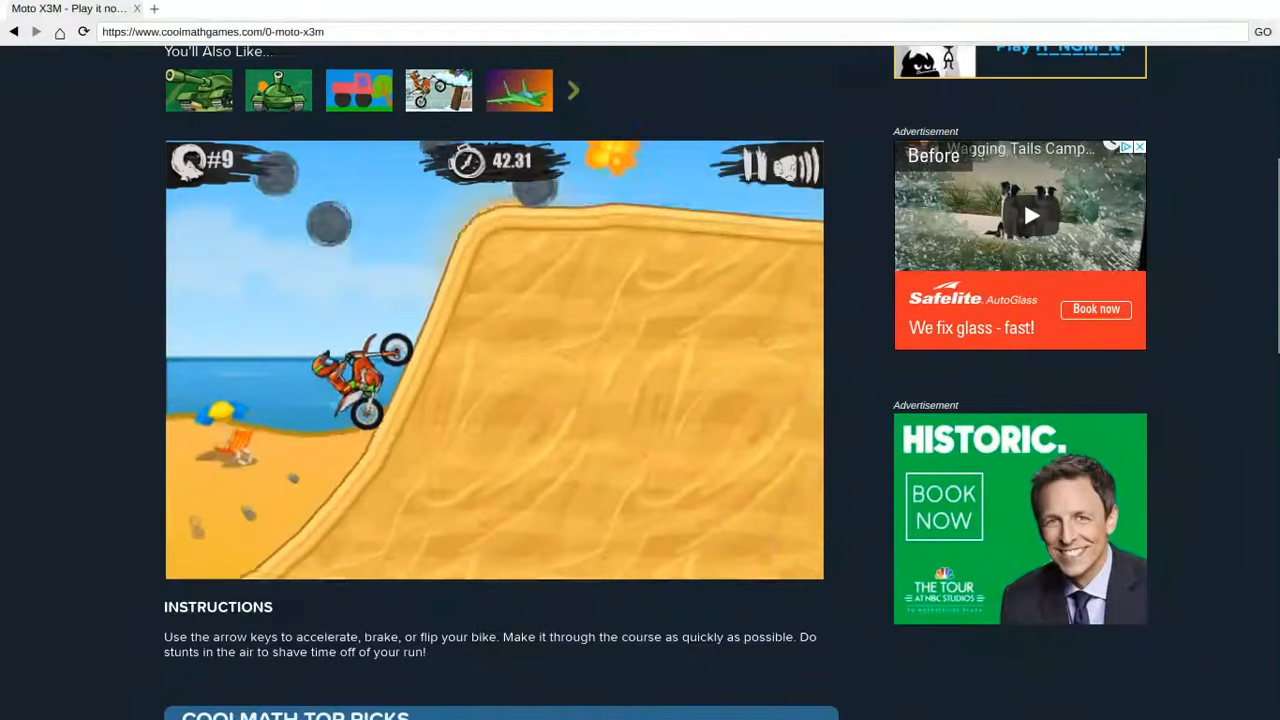 Moto X3M - Play it no... X +
https://www.coolmathgames.com/0-moto-x3m GO
You'll Also Like...
Play H_NGM_N!
Advertisement
#9
42.31
Before
Wagging Tails Camp...
Safelite. AutoGlass
Book now
We fix glass - fast!
Advertisement
HISTORIC.
BOOK
NOW
THE TOUR
AT NBC STUDIOS
INSTRUCTIONS
Use the arrow keys to accelerate, brake, or flip your bike. Make it through the course as quickly as possible. Do
stunts in the air to shave time off of your run!
COOLMATH TOP PICKS